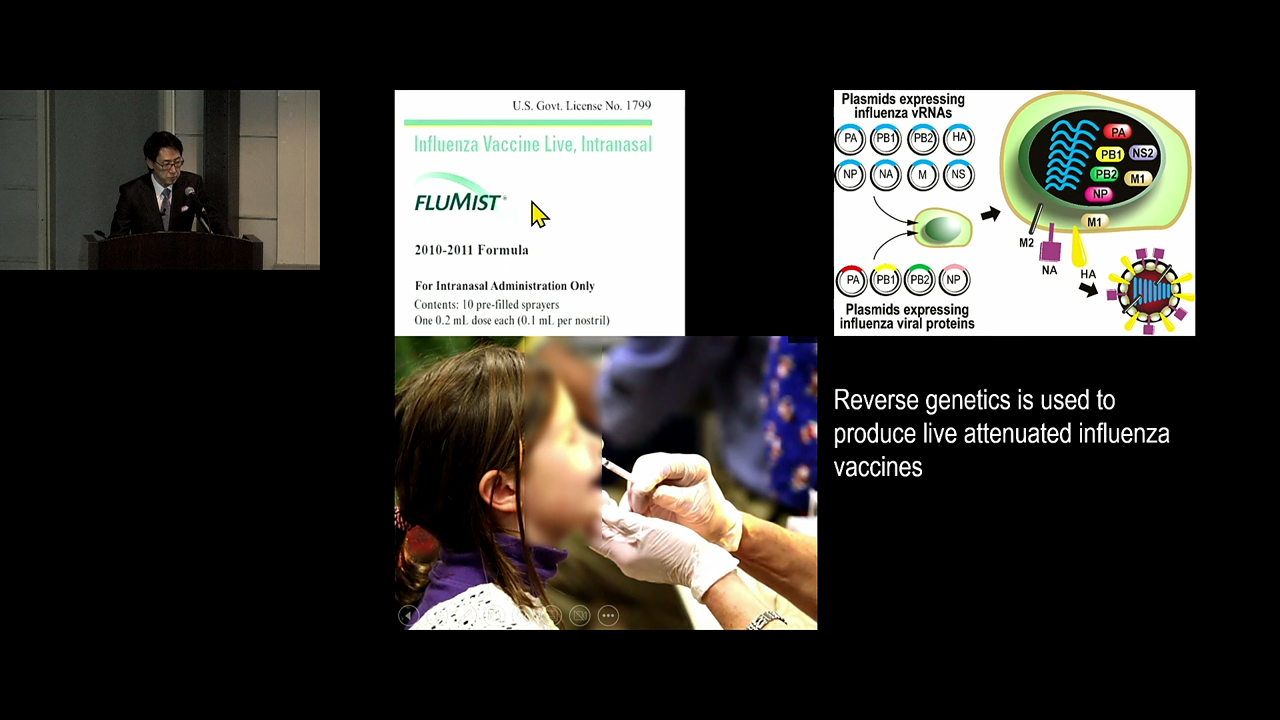 U.S. Govt. License No. 1799
Influenza Vaccine Live, Intranasal
FLUMIST®
2010-2011 Formula
For Intranasal Administration Only
Contents: 10 pre-filled sprayers
One 0.2 mL dose each (0.1 mL per nostril)
Plasmids expressing
influenza vRNAs
PA PB1 PB2 HA
NP NA M NS
PA
PB1 NS2
PB2 M1
NP
M1
M2
NA
HA
PA PB1 PB2 NP
Plasmids expressing
influenza viral proteins
Reverse genetics is used to
produce live attenuated influenza
vaccines